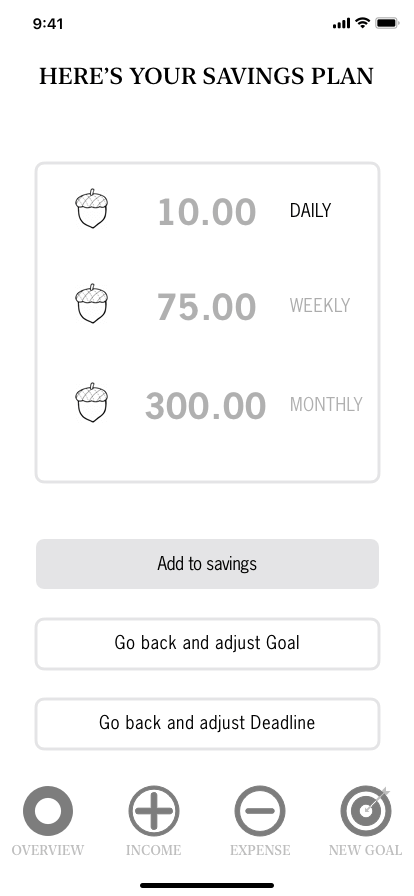 9:41
HERE’S YOUR SAVINGS PLAN
10.00 DAILY
75.00 WEEKLY
300.00 MONTHLY
Add to savings
Go back and adjust Goal
Go back and adjust Deadline
OVERVIEW INCOME EXPENSE NEW GOAL